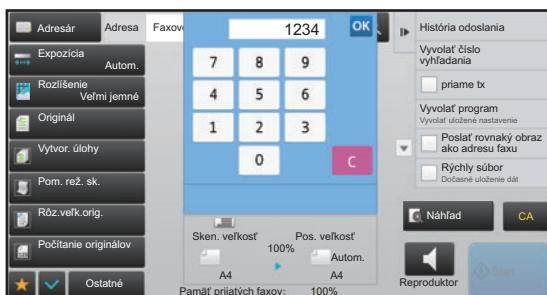 Adresár
Adresa
Faxov
1234
OK
Expozícia
Autom.
Rozlíšenie
Veľmi jemné
Originál
Vytvor. úlohy
Pom. rež. sk.
Rôz.veľk.orig.
Počítanie originálov
Ostatné
7 8 9
4 5 6
1 2 3
0 C
Sken. veľkosť
Pos. veľkosť
100%
Autom.
A4
A4
Pamäť prijatých faxov: 100%
História odoslania
Vyvolať číslo
vyhľadania
priame tx
Vyvolať program
Vyvolať uložené nastavenie
Poslať rovnaký obraz
ako adresu faxu
Rýchly súbor
Dočasné uloženie dát
Náhľad
CA
Reproduktor
Start